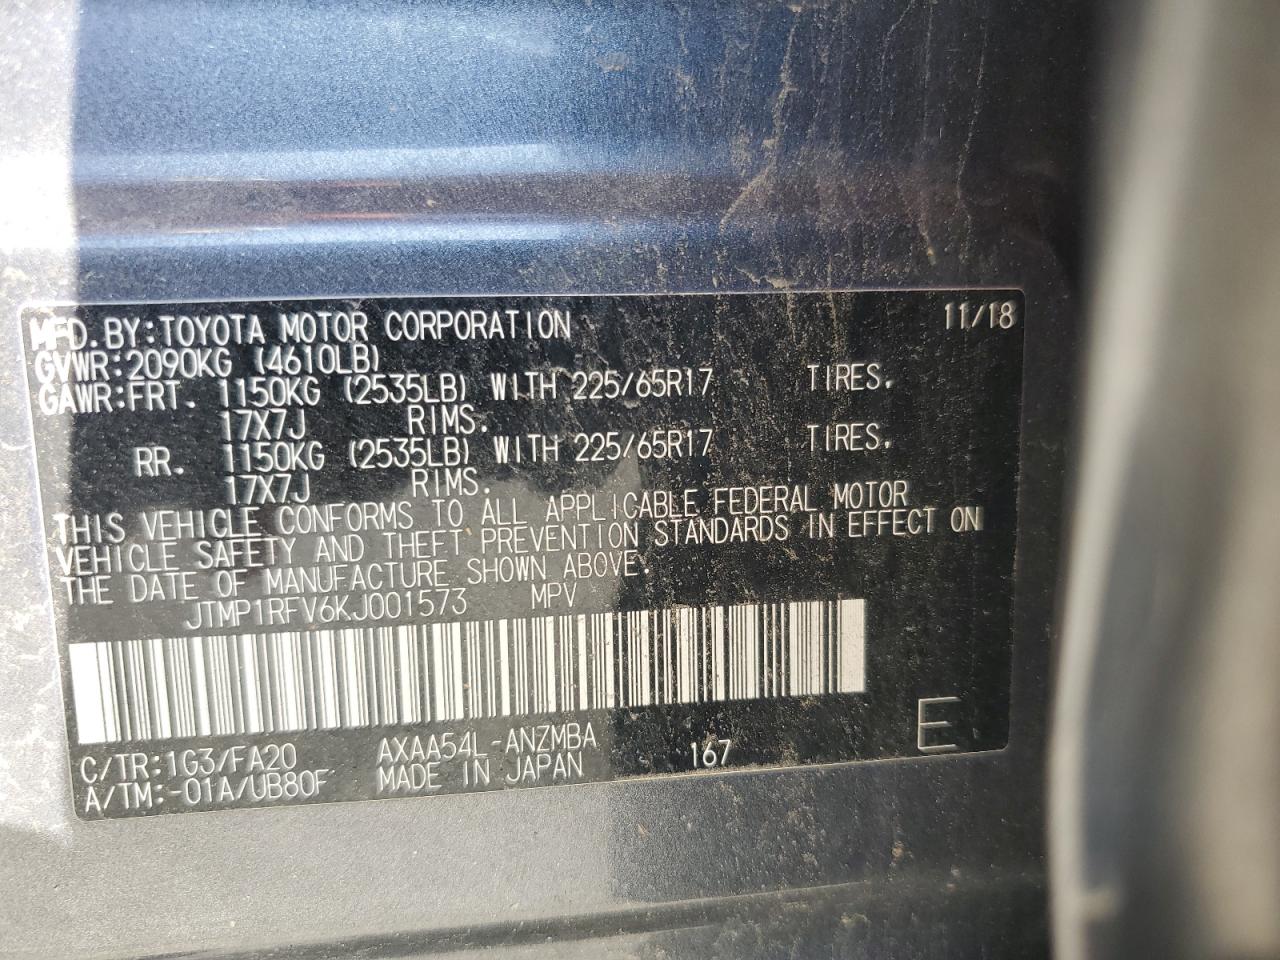 MFD.BY:TOYOTA MOTOR CORPORATION 11/18
GVWR:2090KG (4610LB)
GAWR:FRT. 1150KG (2535LB) WITH 225/65R17 TIRES.
17X7J RIMS.
RR. 1150KG (2535LB) WITH 225/65R17 TIRES.
17X7J RIMS.
THIS VEHICLE CONFORMS TO ALL APPLICABLE FEDERAL MOTOR
VEHICLE SAFETY AND THEFT PREVENTION STANDARDS IN EFFECT ON
THE DATE OF MANUFACTURE SHOWN ABOVE.
JTMP1RFV6KJ001573 MPV
E
C/TR:1G3/FA20 AXAA54L-ANZMBA 167
A/TM:-01A/UB80F MADE IN JAPAN